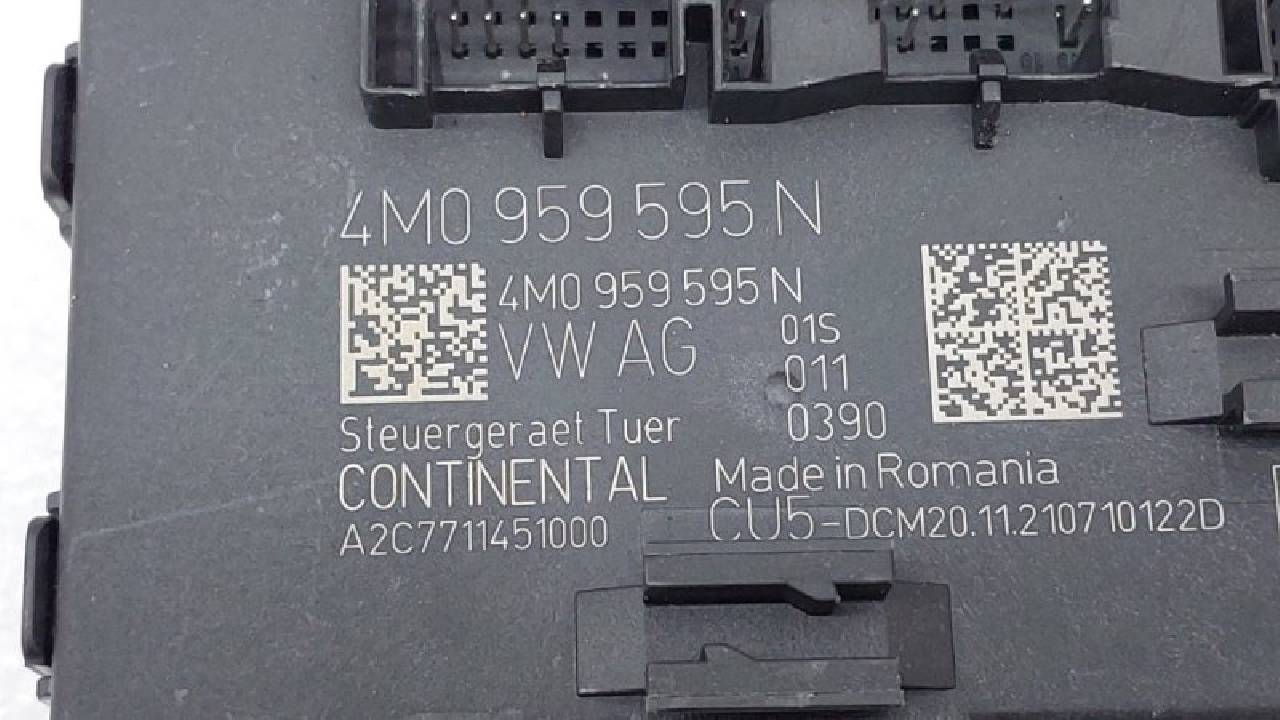 4M0 959 595 N
4M0 959 595 N
VW AG
01S
011
0390
Steuergeraet Tuer
CONTINENTAL
A2C7711451000
Made in Romania
CU5-DCM20.11.210710122D